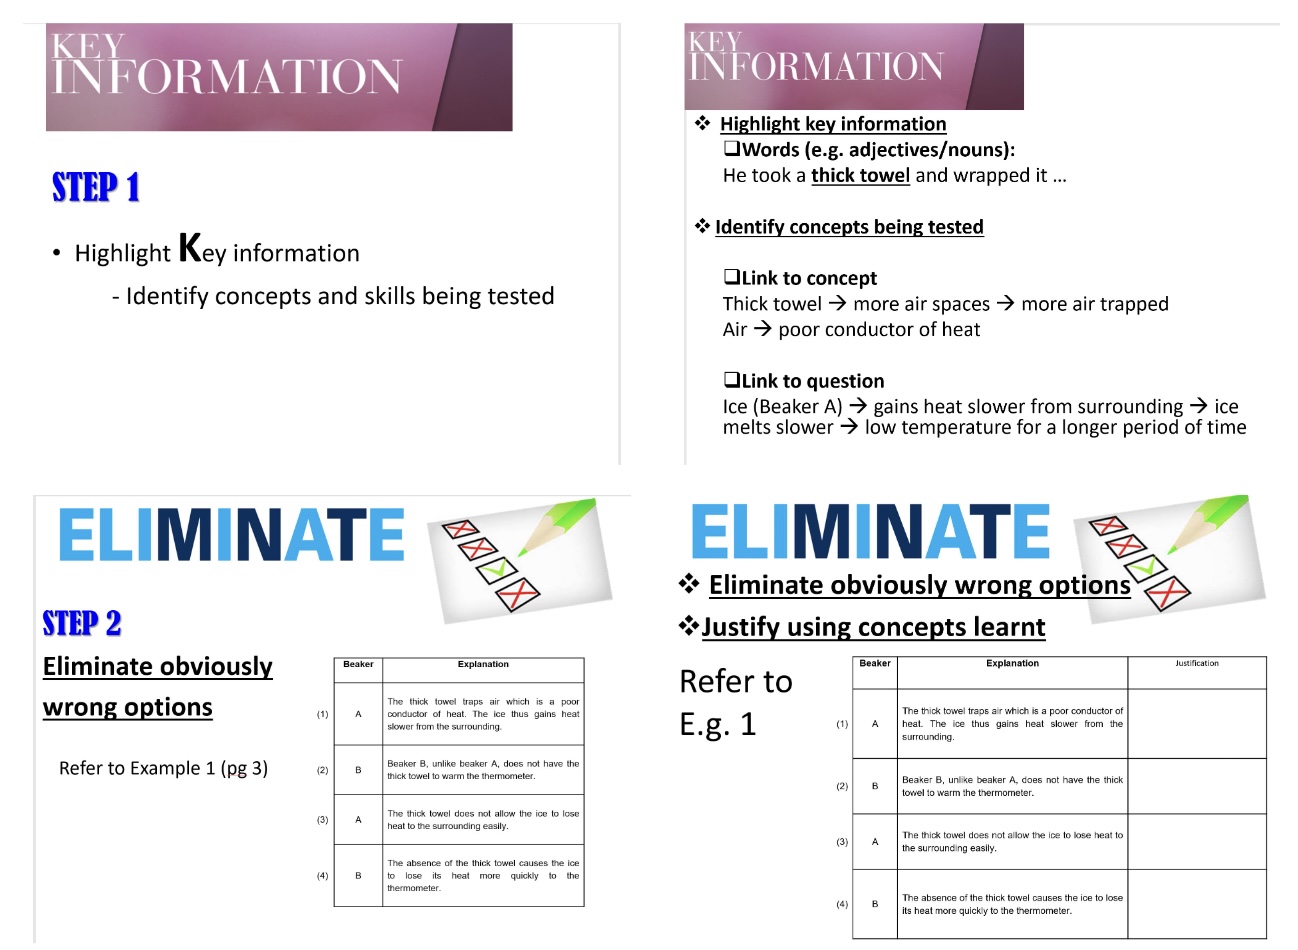 KEY
INFORMATION
STEP 1
• Highlight Key information
- Identify concepts and skills being tested
KEY
INFORMATION
❖ Highlight key information
❑Words (e.g. adjectives/nouns):
He took a thick towel and wrapped it ...
❖ Identify concepts being tested
❑Link to concept
Thick towel → more air spaces → more air trapped
Air → poor conductor of heat
❑Link to question
Ice (Beaker A) → gains heat slower from surrounding → ice
melts slower → low temperature for a longer period of time
ELIMINATE
STEP 2
Eliminate obviously
wrong options
Refer to Example 1 (pg 3)
Beaker Explanation
(1) A The thick towel traps air which is a poor
conductor of heat. The ice thus gains heat
slower from the surrounding.
(2) B Beaker B, unlike beaker A, does not have the
thick towel to warm the thermometer.
(3) A The thick towel does not allow the ice to lose
heat to the surrounding easily.
(4) B The absence of the thick towel causes the ice
to lose its heat more quickly to the
thermometer.
ELIMINATE
❖ Eliminate obviously wrong options
❖Justify using concepts learnt
Refer to
E.g. 1
Beaker Explanation Justification
(1) A The thick towel traps air which is a poor conductor of
heat. The ice thus gains heat slower from the
surrounding.
(2) B Beaker B, unlike beaker A, does not have the thick
towel to warm the thermometer.
(3) A The thick towel does not allow the ice to lose heat to
the surrounding easily.
(4) B The absence of the thick towel causes the ice to lose
its heat more quickly to the thermometer.